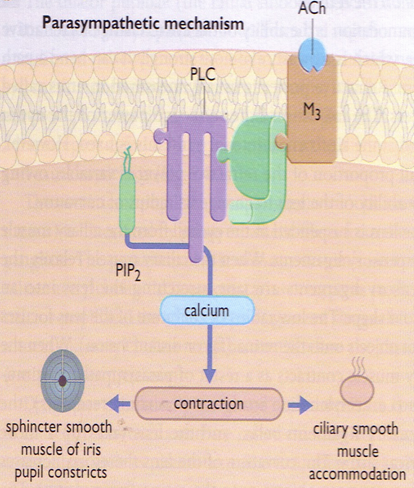 Parasympathetic mechanism
ACh
PLC
M3
PIP2
calcium
contraction
sphincter smooth
muscle of iris
pupil constricts
ciliary smooth
muscle
accommodation